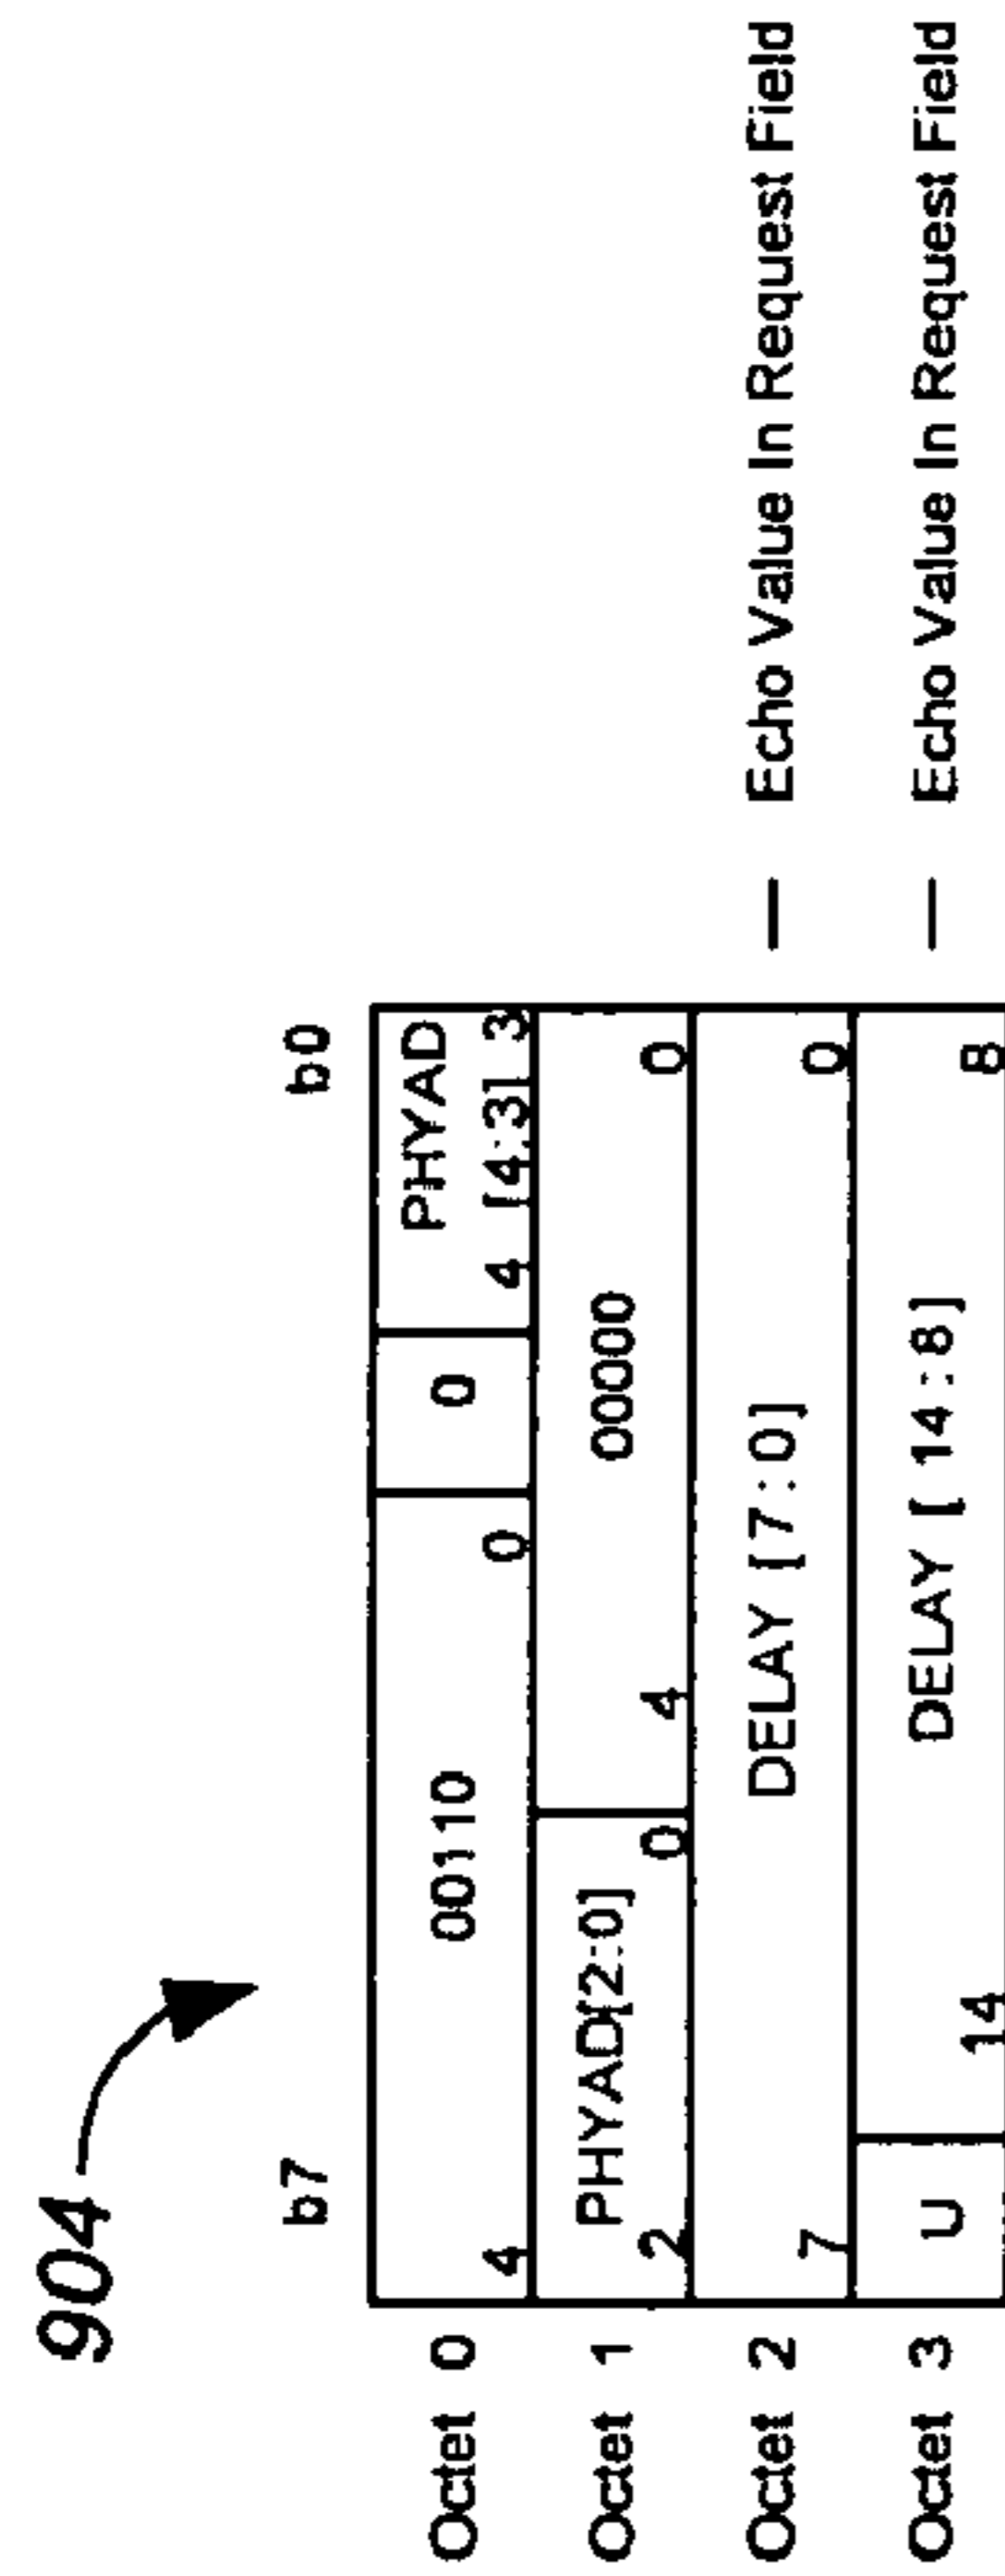 904
b7 b0
Octet 0 00110 0 PHYAD
4 0 4 [4:3] 3
Octet 1 PHYAD[2:0] 00000
2 0 4 0
Octet 2 DELAY [7:0] — Echo Value In Request Field
7 0
Octet 3 U DELAY [14:8] — Echo Value In Request Field
14 8